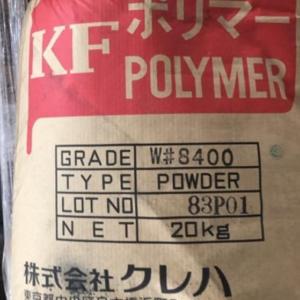 KF ポリマー
POLYMER
GRADE W#8400
TYPE POWDER
LOT NO 83P01
NET 20kg
株式会社クレハ